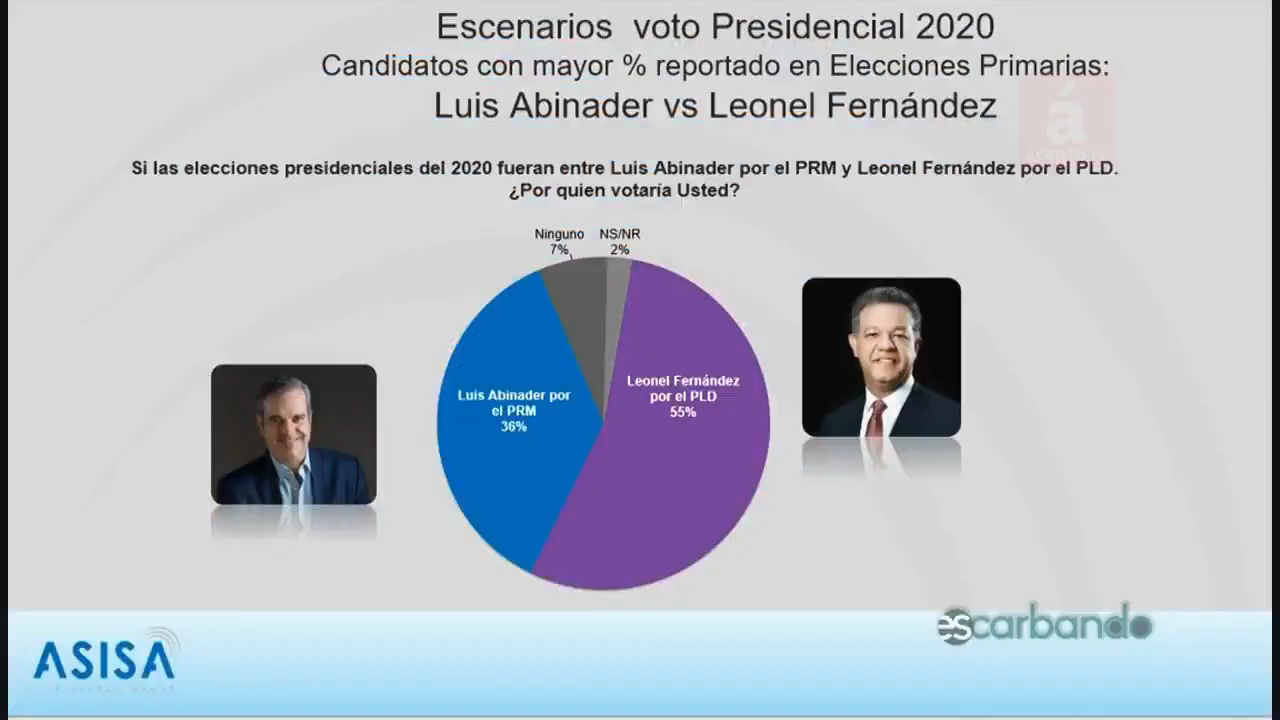 Escenarios voto Presidencial 2020
Candidatos con mayor % reportado en Elecciones Primarias:
Luis Abinader vs Leonel Fernández
á
Si las elecciones presidenciales del 2020 fueran entre Luis Abinader por el PRM y Leonel Fernández por el PLD.
¿Por quien votaría Usted?
Ninguno
7%
NS/NR
2%
Leonel Fernández
por el PLD
55%
Luis Abinader por
el PRM
36%
escarbando
ASISA